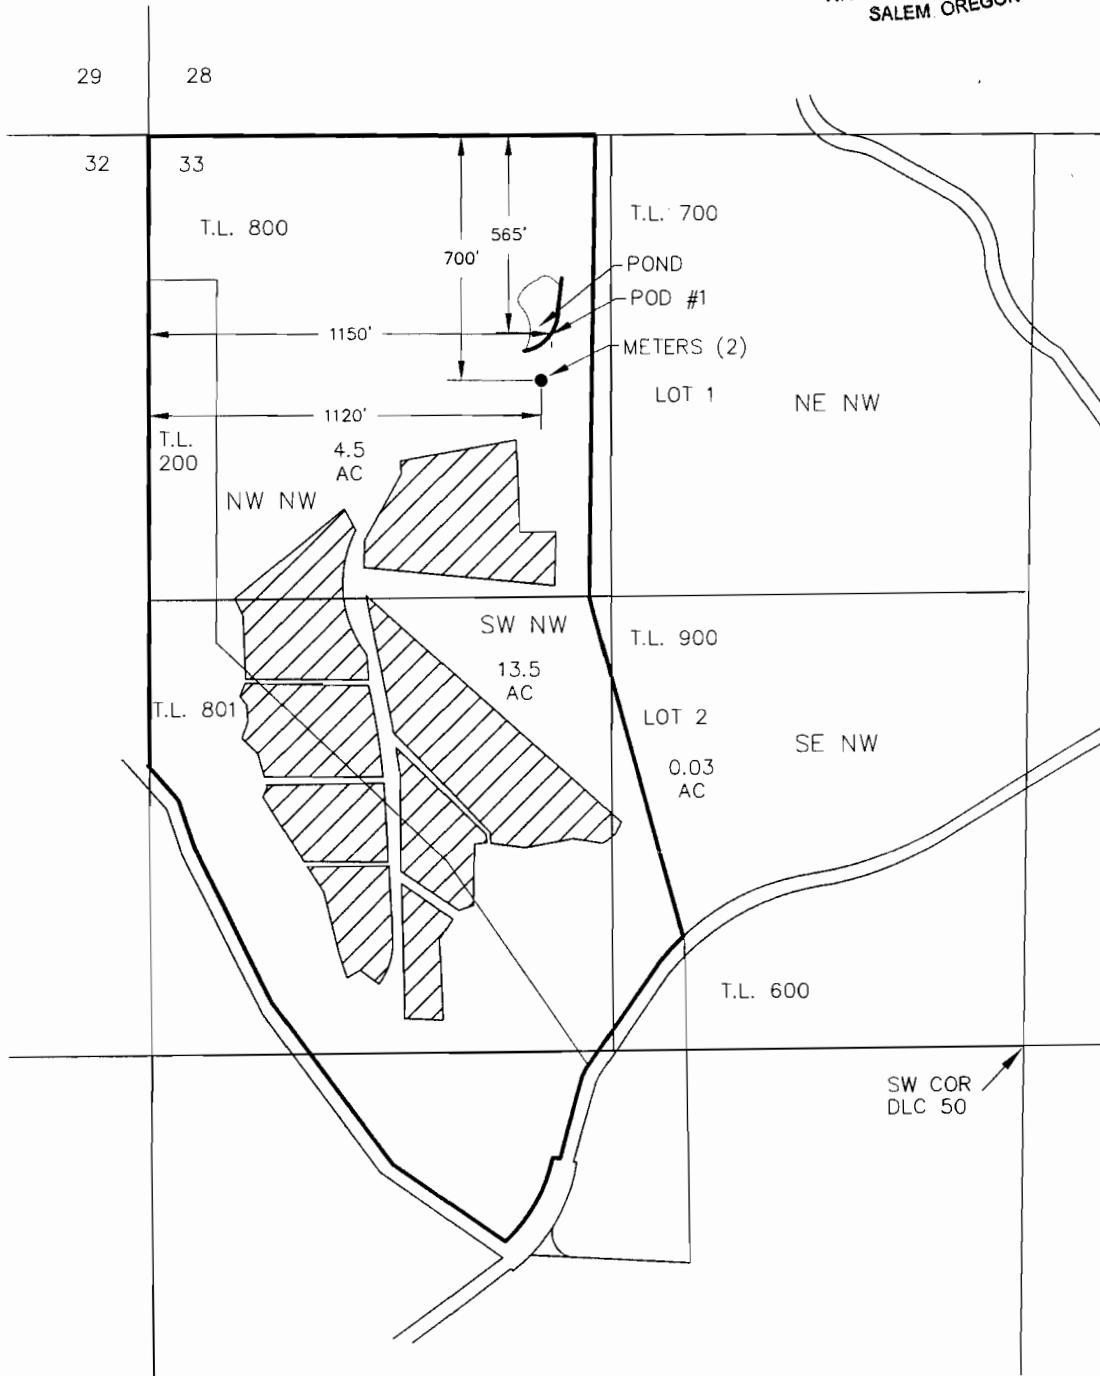 SALEM, OREGON
29
28
32
33
T.L. 800
T.L. 700
565'
700'
POND
POD #1
1150'
METERS (2)
LOT 1
NE NW
1120'
T.L.
200
4.5
AC
NW NW
SW NW
T.L. 900
13.5
AC
T.L. 801
LOT 2
SE NW
0.03
AC
T.L. 600
SW COR
DLC 50